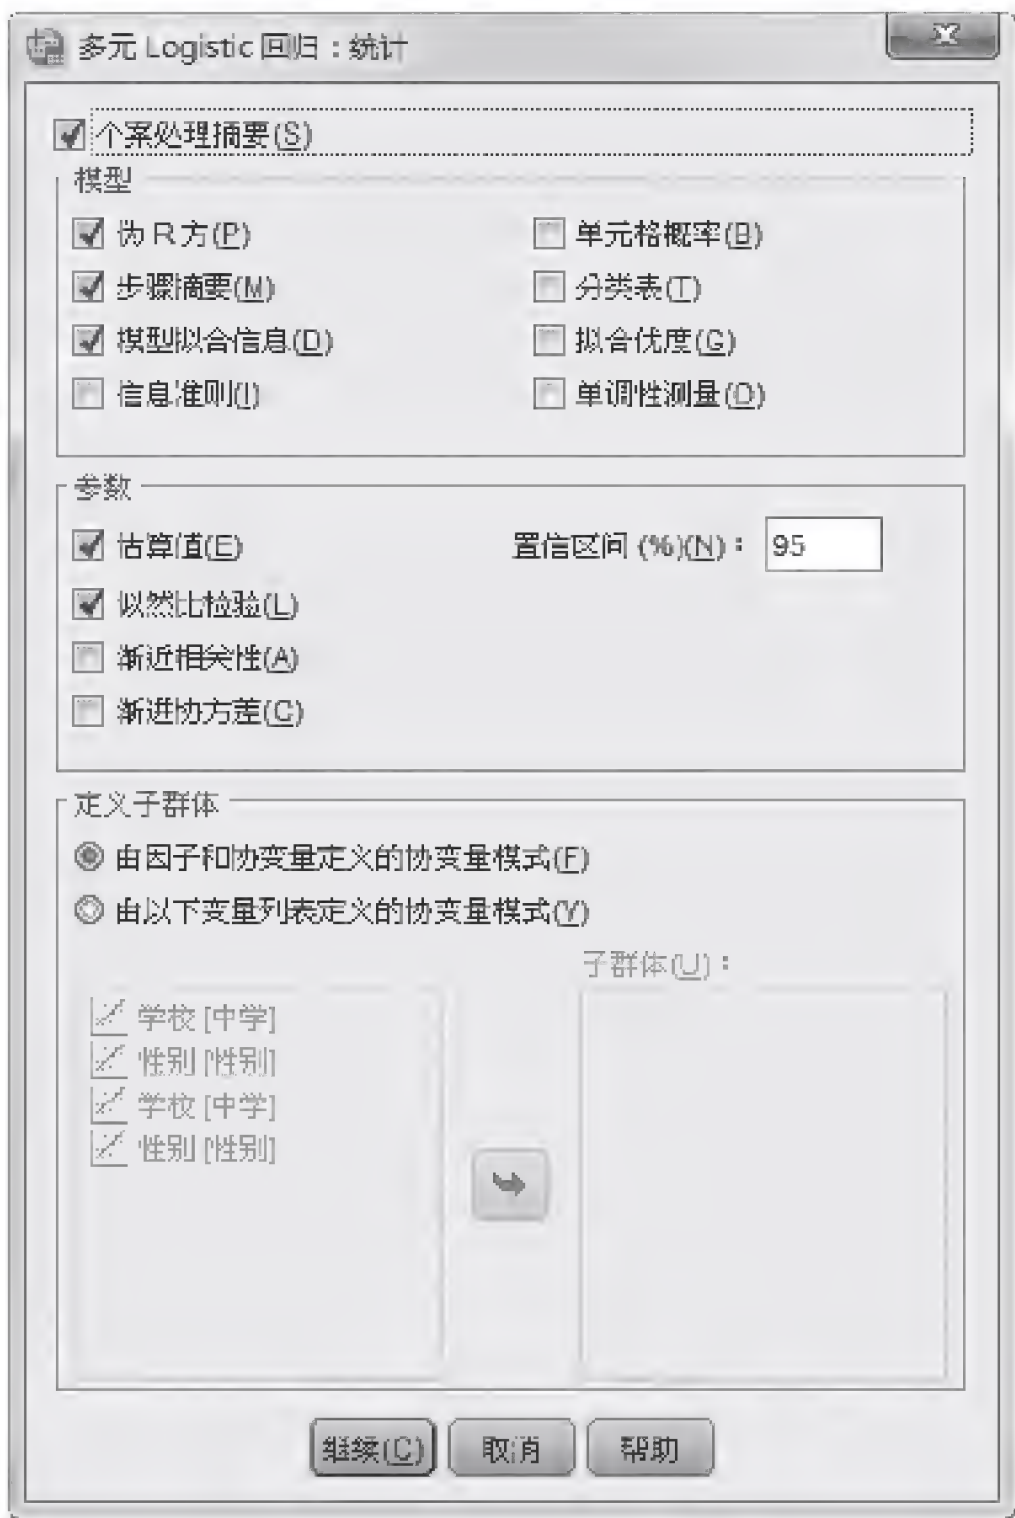 多元 Logistic 回归：统计
个案处理摘要(S)
模型
伪 R 方(P)
单元格概率(B)
步骤摘要(M)
分类表(T)
模型拟合信息(D)
拟合优度(G)
信息准则(I)
单调性测量(O)
参数
估算值(E)
置信区间 (%)(N)：
95
似然比检验(L)
渐近相关性(A)
渐进协方差(C)
定义子群体
由因子和协变量定义的协变量模式(F)
由以下变量列表定义的协变量模式(Y)
子群体(U)：
学校 [中学]
性别 [性别]
学校 [中学]
性别 [性别]
继续(C)
取消
帮助